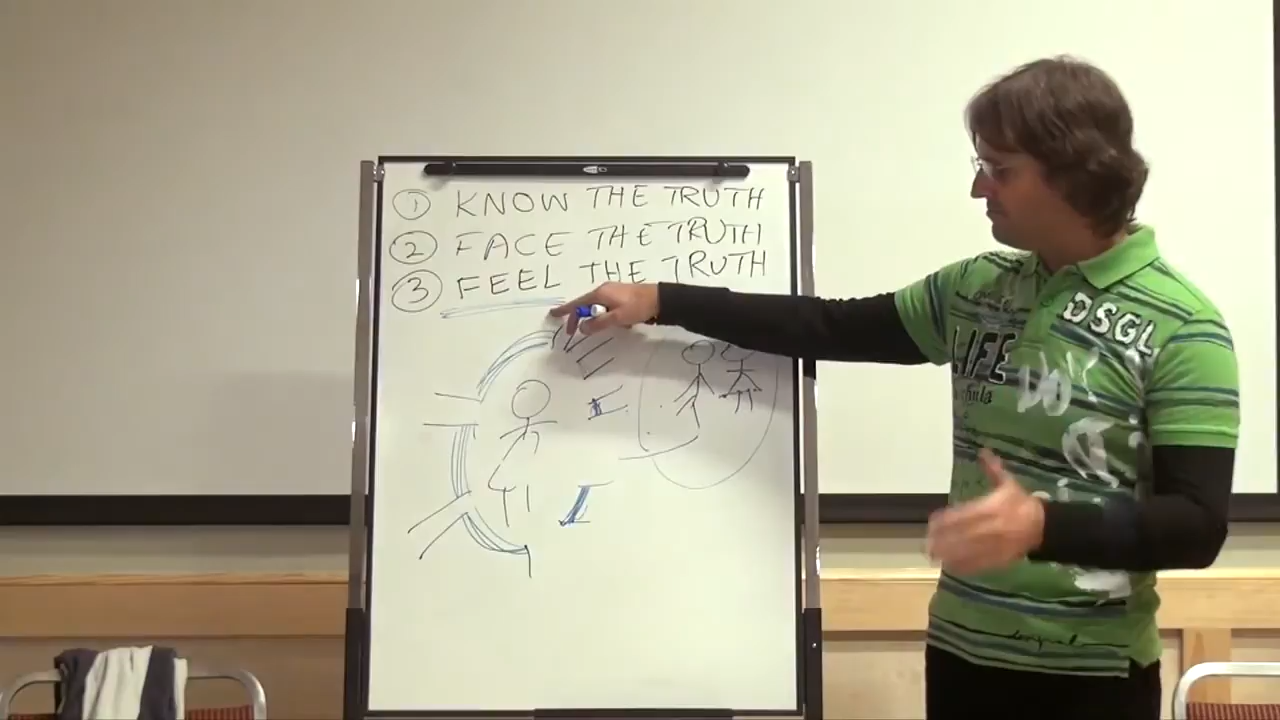 ① KNOW THE TRUTH
② FACE THE TRUTH
③ FEEL THE TRUTH
DSGL
LIFE